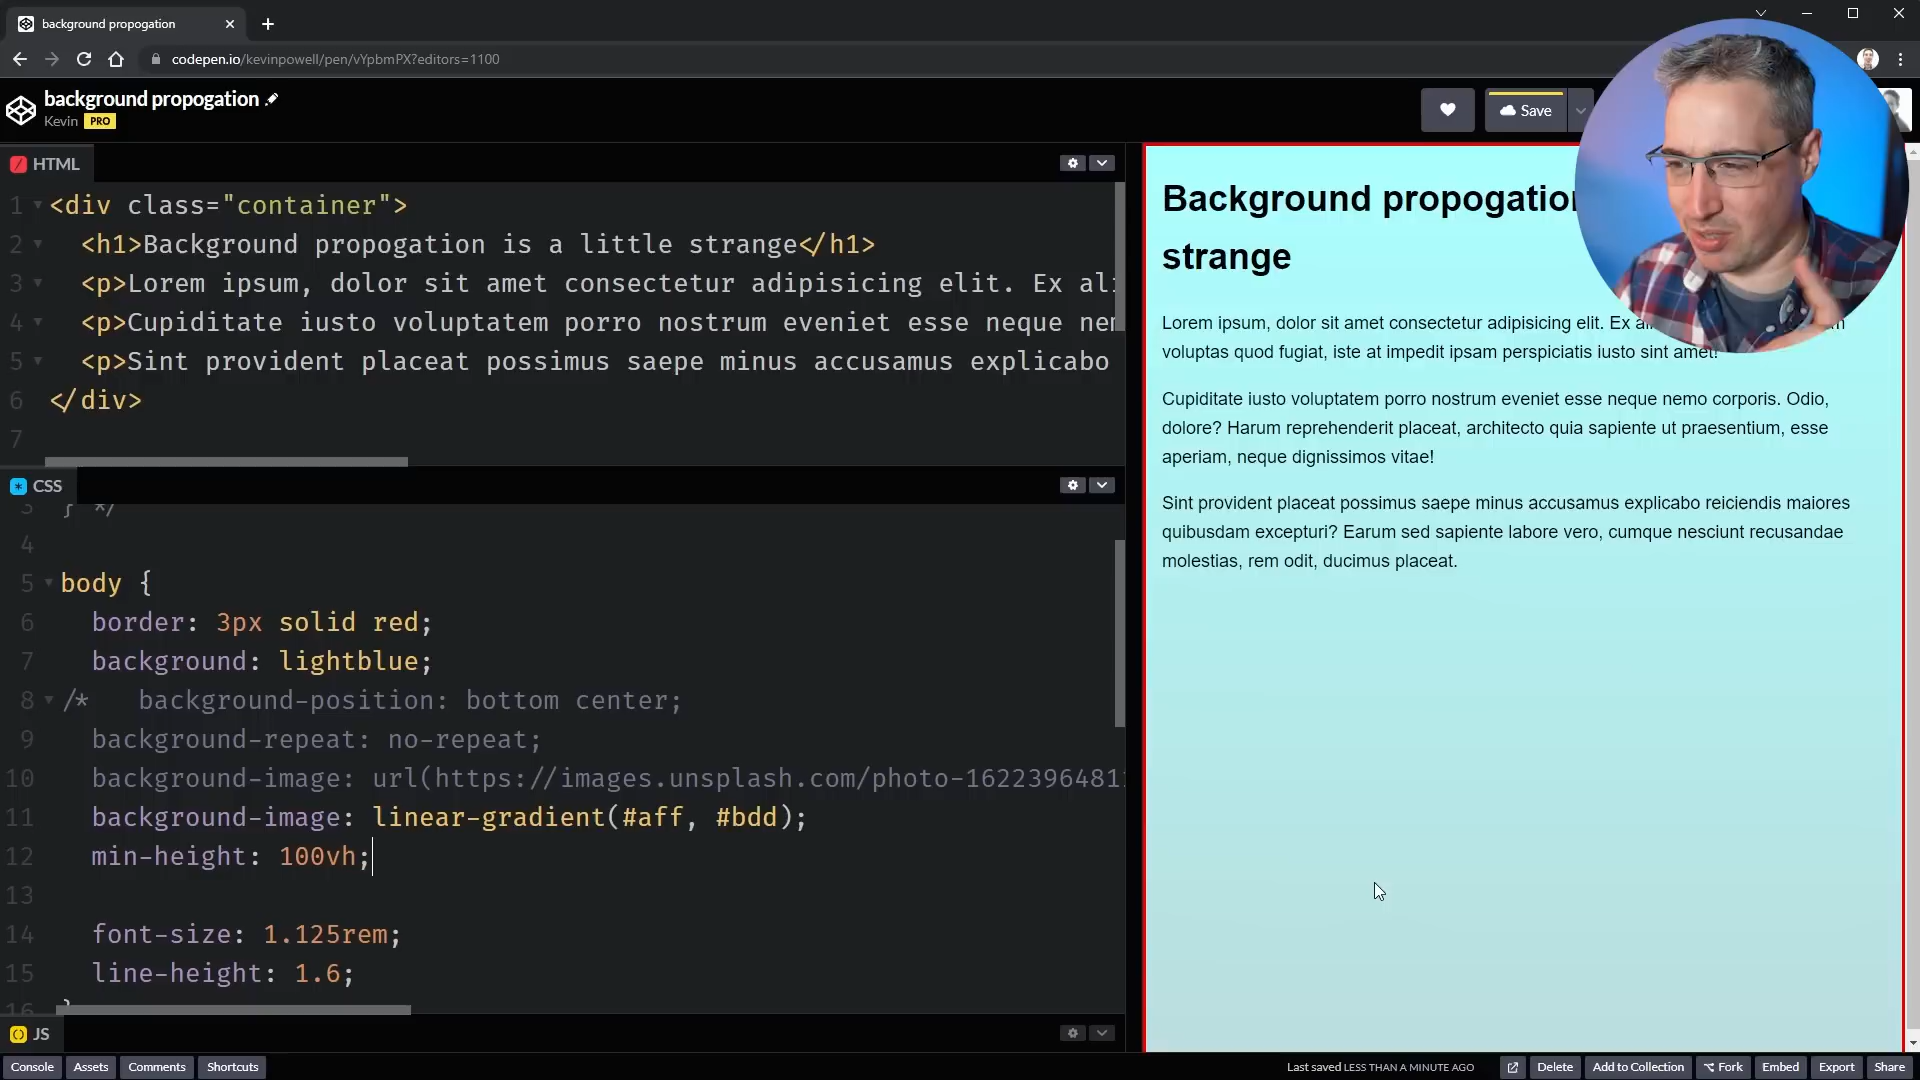 background propogation
codepen.io/kevinpowell/pen/vYpbmPX?editors=1100
background propogation
Kevin PRO
Save
HTML
1 <div class="container">
2 <h1>Background propogation is a little strange</h1>
3 <p>Lorem ipsum, dolor sit amet consectetur adipisicing elit. Ex ali
4 <p>Cupiditate iusto voluptatem porro nostrum eveniet esse neque nem
5 <p>Sint provident placeat possimus saepe minus accusamus explicabo
6 </div>
7
CSS
3 } */
4
5 body {
6 border: 3px solid red;
7 background: lightblue;
8 /* background-position: bottom center;
9 background-repeat: no-repeat;
10 background-image: url(https://images.unsplash.com/photo-162239648
11 background-image: linear-gradient(#aff, #bdd);
12 min-height: 100vh;
13
14 font-size: 1.125rem;
15 line-height: 1.6;
16 }
JS
Background propogation
strange
Lorem ipsum, dolor sit amet consectetur adipisicing elit. Ex
voluptas quod fugiat, iste at impedit ipsam perspiciatis iusto sint amet!
Cupiditate iusto voluptatem porro nostrum eveniet esse neque nemo corporis. Odio,
dolore? Harum reprehenderit placeat, architecto quia sapiente ut praesentium, esse
aperiam, neque dignissimos vitae!
Sint provident placeat possimus saepe minus accusamus explicabo reiciendis maiores
quibusdam excepturi? Earum sed sapiente labore vero, cumque nesciunt recusandae
molestias, rem odit, ducimus placeat.
Console Assets Comments Shortcuts
Last saved LESS THAN A MINUTE AGO Delete Add to Collection Fork Embed Export Share